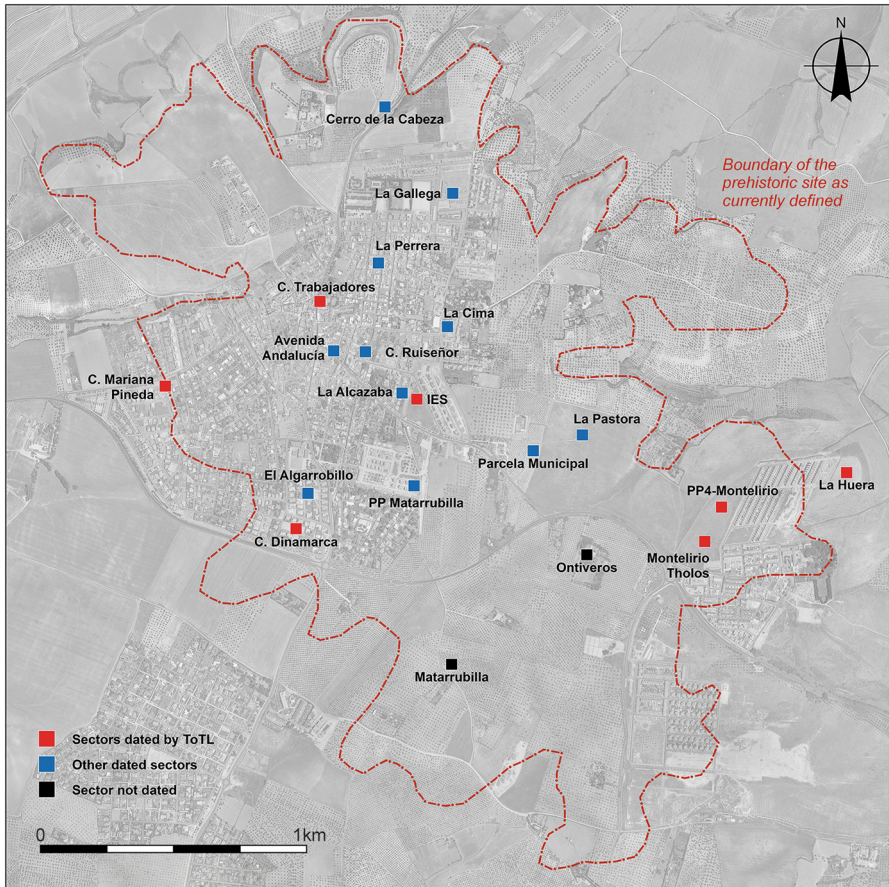 N
Cerro de la Cabeza
Boundary of the
prehistoric site as
currently defined
La Gallega
La Perrera
C. Trabajadores
La Cima
Avenida
Andalucía
C. Ruiseñor
C. Mariana
Pineda
La Alcazaba
IES
La Pastora
Parcela Municipal
El Algarrobillo
PP Matarrubilla
La Huera
PP4-Montelirio
C. Dinamarca
Montelirio
Tholos
Ontiveros
Matarrubilla
Sectors dated by ToTL
Other dated sectors
Sector not dated
0
1km